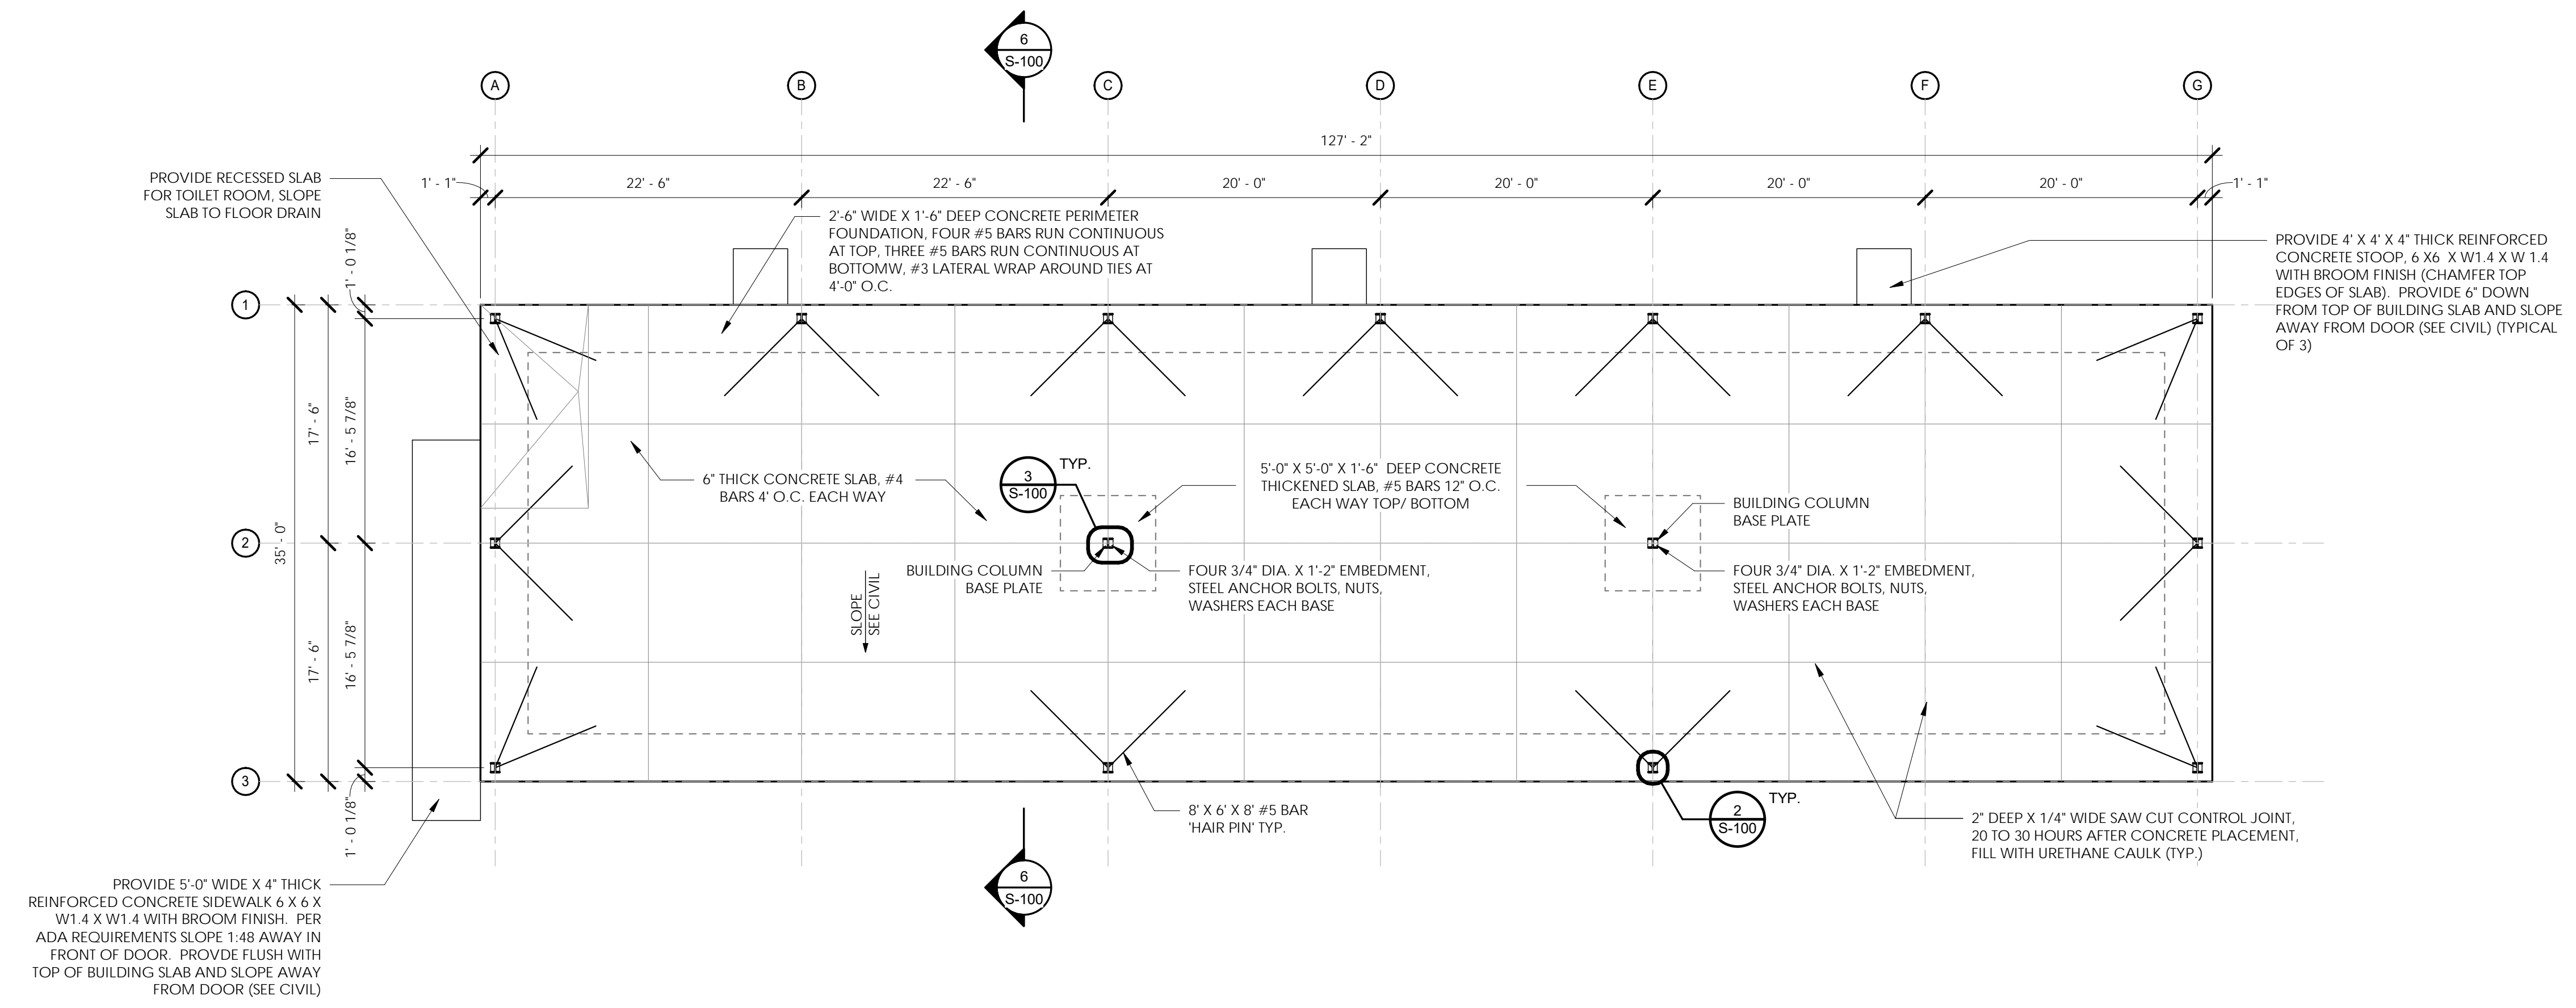 6
S-100
A
B
C
D
E
F
G
127' - 2"
1' - 1"
22' - 6"
22' - 6"
20' - 0"
20' - 0"
20' - 0"
20' - 0"
1' - 1"
PROVIDE RECESSED SLAB
FOR TOILET ROOM, SLOPE
SLAB TO FLOOR DRAIN
2'-6" WIDE X 1'-6" DEEP CONCRETE PERIMETER
FOUNDATION, FOUR #5 BARS RUN CONTINUOUS
AT TOP, THREE #5 BARS RUN CONTINUOUS AT
BOTTOMW, #3 LATERAL WRAP AROUND TIES AT
4'-0" O.C.
PROVIDE 4' X 4' X 4" THICK REINFORCED
CONCRETE STOOP, 6 X6  X W1.4 X W 1.4
WITH BROOM FINISH (CHAMFER TOP
EDGES OF SLAB).  PROVIDE 6" DOWN
FROM TOP OF BUILDING SLAB AND SLOPE
AWAY FROM DOOR (SEE CIVIL) (TYPICAL
OF 3)
1' - 0 1/8"
1
17' - 6"
16' - 5 7/8"
6" THICK CONCRETE SLAB, #4
BARS 4' O.C. EACH WAY
3
S-100
TYP.
5'-0" X 5'-0" X 1'-6"  DEEP CONCRETE
THICKENED SLAB, #5 BARS 12" O.C.
EACH WAY TOP/ BOTTOM
BUILDING COLUMN
BASE PLATE
2
35' - 0"
BUILDING COLUMN
BASE PLATE
FOUR 3/4" DIA. X 1'-2" EMBEDMENT,
STEEL ANCHOR BOLTS, NUTS,
WASHERS EACH BASE
FOUR 3/4" DIA. X 1'-2" EMBEDMENT,
STEEL ANCHOR BOLTS, NUTS,
WASHERS EACH BASE
SLOPE
SEE CIVIL
17' - 6"
16' - 5 7/8"
3
1' - 0 1/8"
8' X 6' X 8' #5 BAR
'HAIR PIN' TYP.
2
S-100
TYP.
2" DEEP X 1/4" WIDE SAW CUT CONTROL JOINT,
20 TO 30 HOURS AFTER CONCRETE PLACEMENT,
FILL WITH URETHANE CAULK (TYP.)
6
S-100
PROVIDE 5'-0" WIDE X 4" THICK
REINFORCED CONCRETE SIDEWALK 6 X 6 X
W1.4 X W1.4 WITH BROOM FINISH.  PER
ADA REQUIREMENTS SLOPE 1:48 AWAY IN
FRONT OF DOOR.  PROVDE FLUSH WITH
TOP OF BUILDING SLAB AND SLOPE AWAY
FROM DOOR (SEE CIVIL)